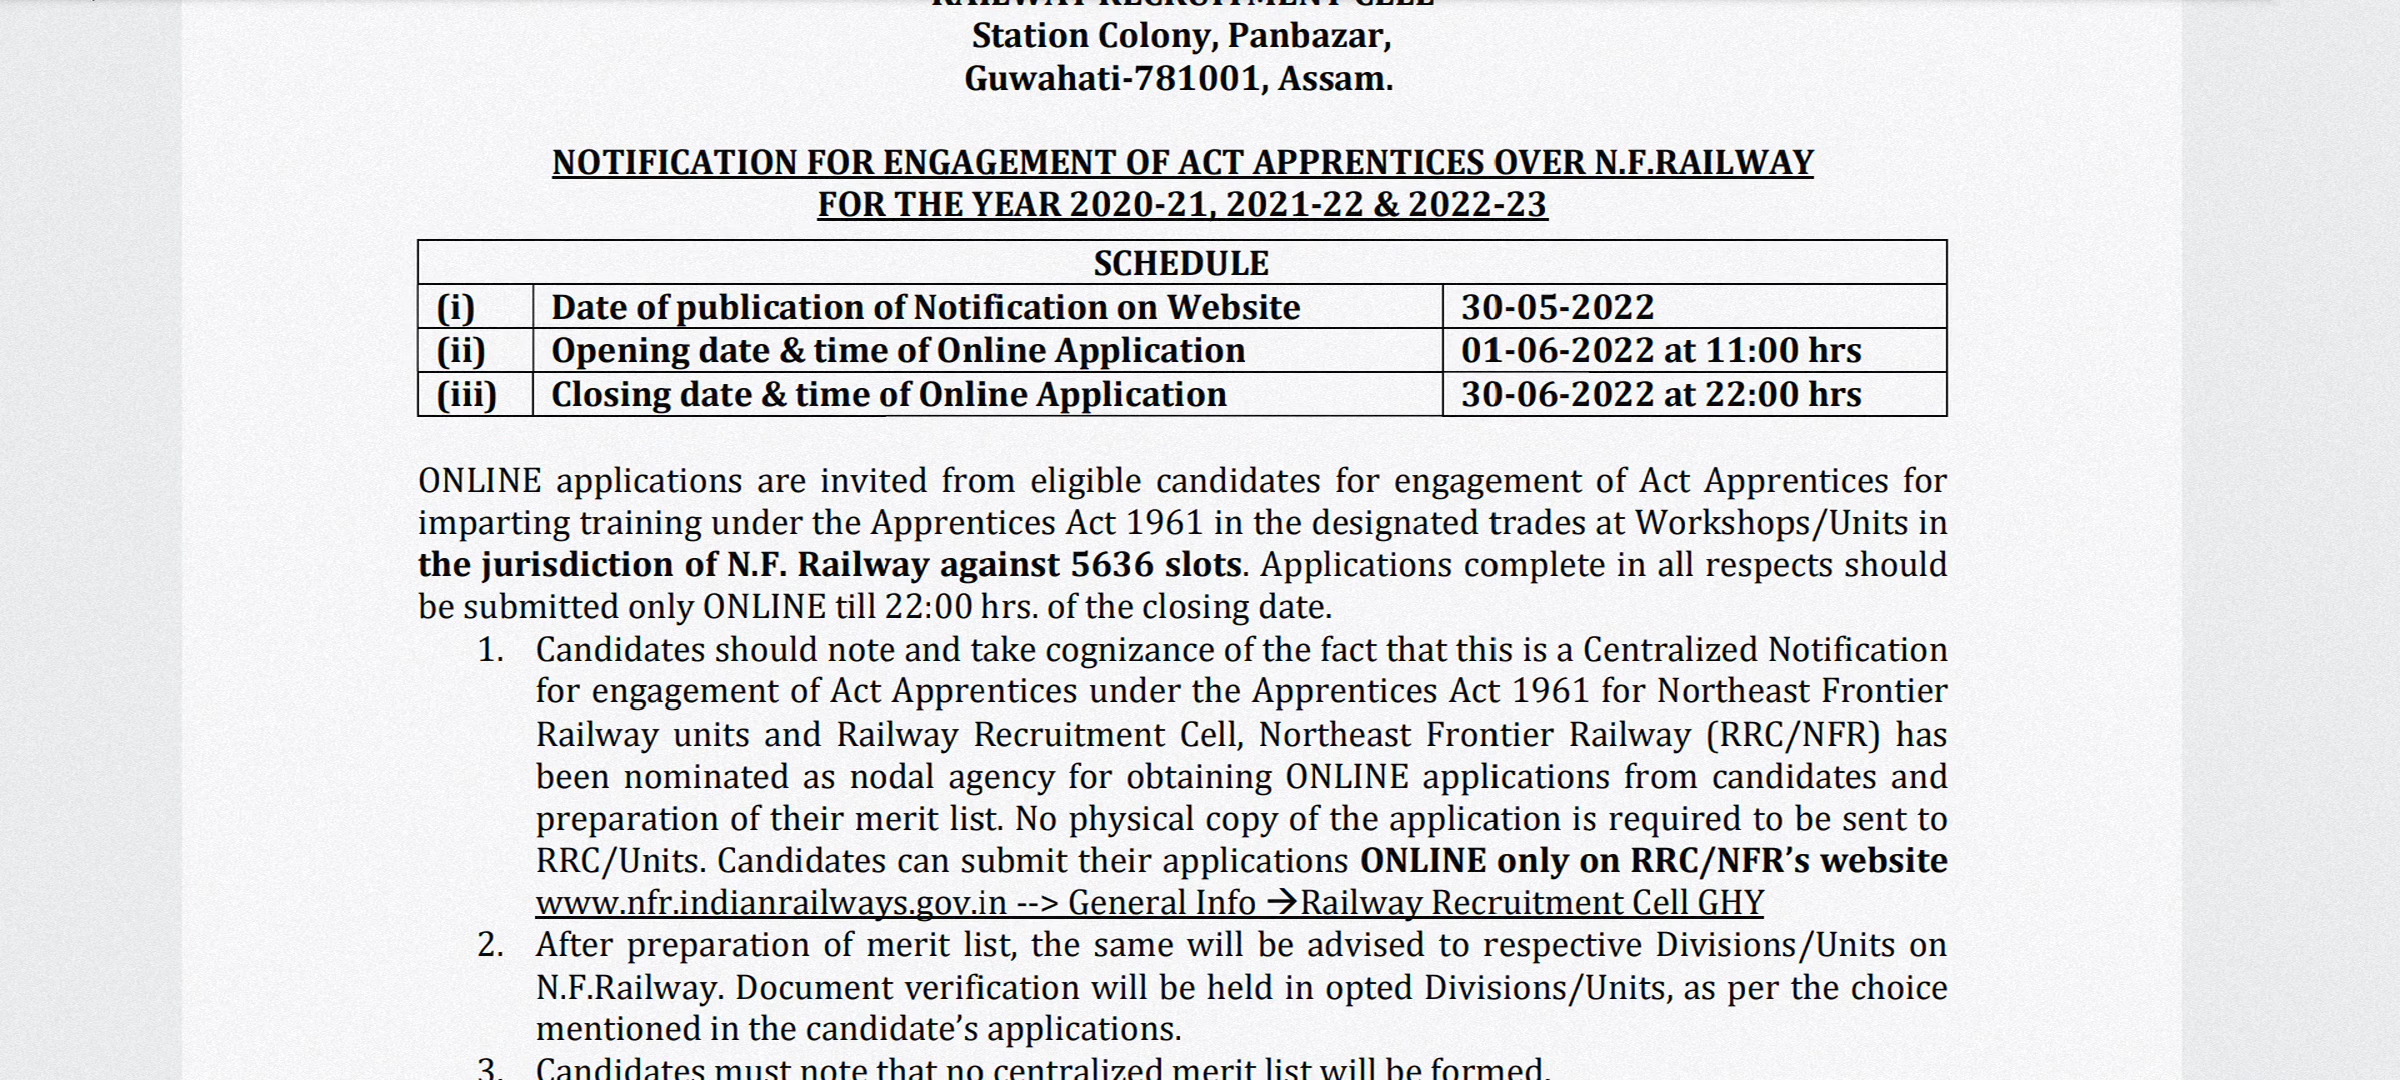 RAILWAY RECRUITMENT CELL
Station Colony, Panbazar,
Guwahati-781001, Assam.
NOTIFICATION FOR ENGAGEMENT OF ACT APPRENTICES OVER N.F.RAILWAY
FOR THE YEAR 2020-21, 2021-22 & 2022-23
SCHEDULE
(i) Date of publication of Notification on Website 30-05-2022
(ii) Opening date & time of Online Application 01-06-2022 at 11:00 hrs
(iii) Closing date & time of Online Application 30-06-2022 at 22:00 hrs
ONLINE applications are invited from eligible candidates for engagement of Act Apprentices for
imparting training under the Apprentices Act 1961 in the designated trades at Workshops/Units in
the jurisdiction of N.F. Railway against 5636 slots. Applications complete in all respects should
be submitted only ONLINE till 22:00 hrs. of the closing date.
1. Candidates should note and take cognizance of the fact that this is a Centralized Notification
for engagement of Act Apprentices under the Apprentices Act 1961 for Northeast Frontier
Railway units and Railway Recruitment Cell, Northeast Frontier Railway (RRC/NFR) has
been nominated as nodal agency for obtaining ONLINE applications from candidates and
preparation of their merit list. No physical copy of the application is required to be sent to
RRC/Units. Candidates can submit their applications ONLINE only on RRC/NFR’s website
www.nfr.indianrailways.gov.in --> General Info →Railway Recruitment Cell GHY
2. After preparation of merit list, the same will be advised to respective Divisions/Units on
N.F.Railway. Document verification will be held in opted Divisions/Units, as per the choice
mentioned in the candidate’s applications.
3. Candidates must note that no centralized merit list will be formed.